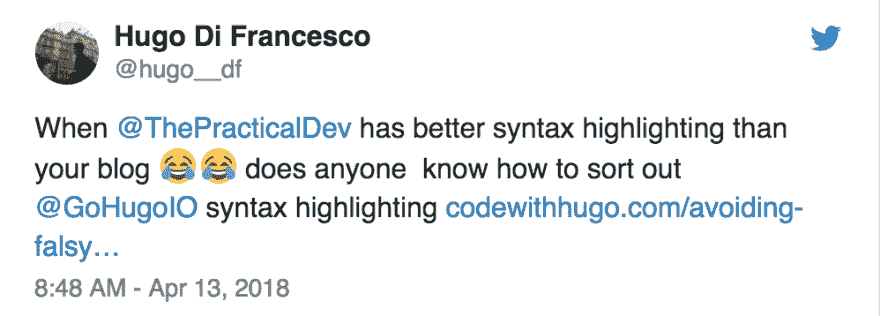 Hugo Di Francesco
@hugo__df
When @ThePracticalDev has better syntax highlighting than
your blog 😂😂 does anyone  know how to sort out
@GoHugoIO syntax highlighting codewithhugo.com/avoiding-
falsy…
8:48 AM - Apr 13, 2018